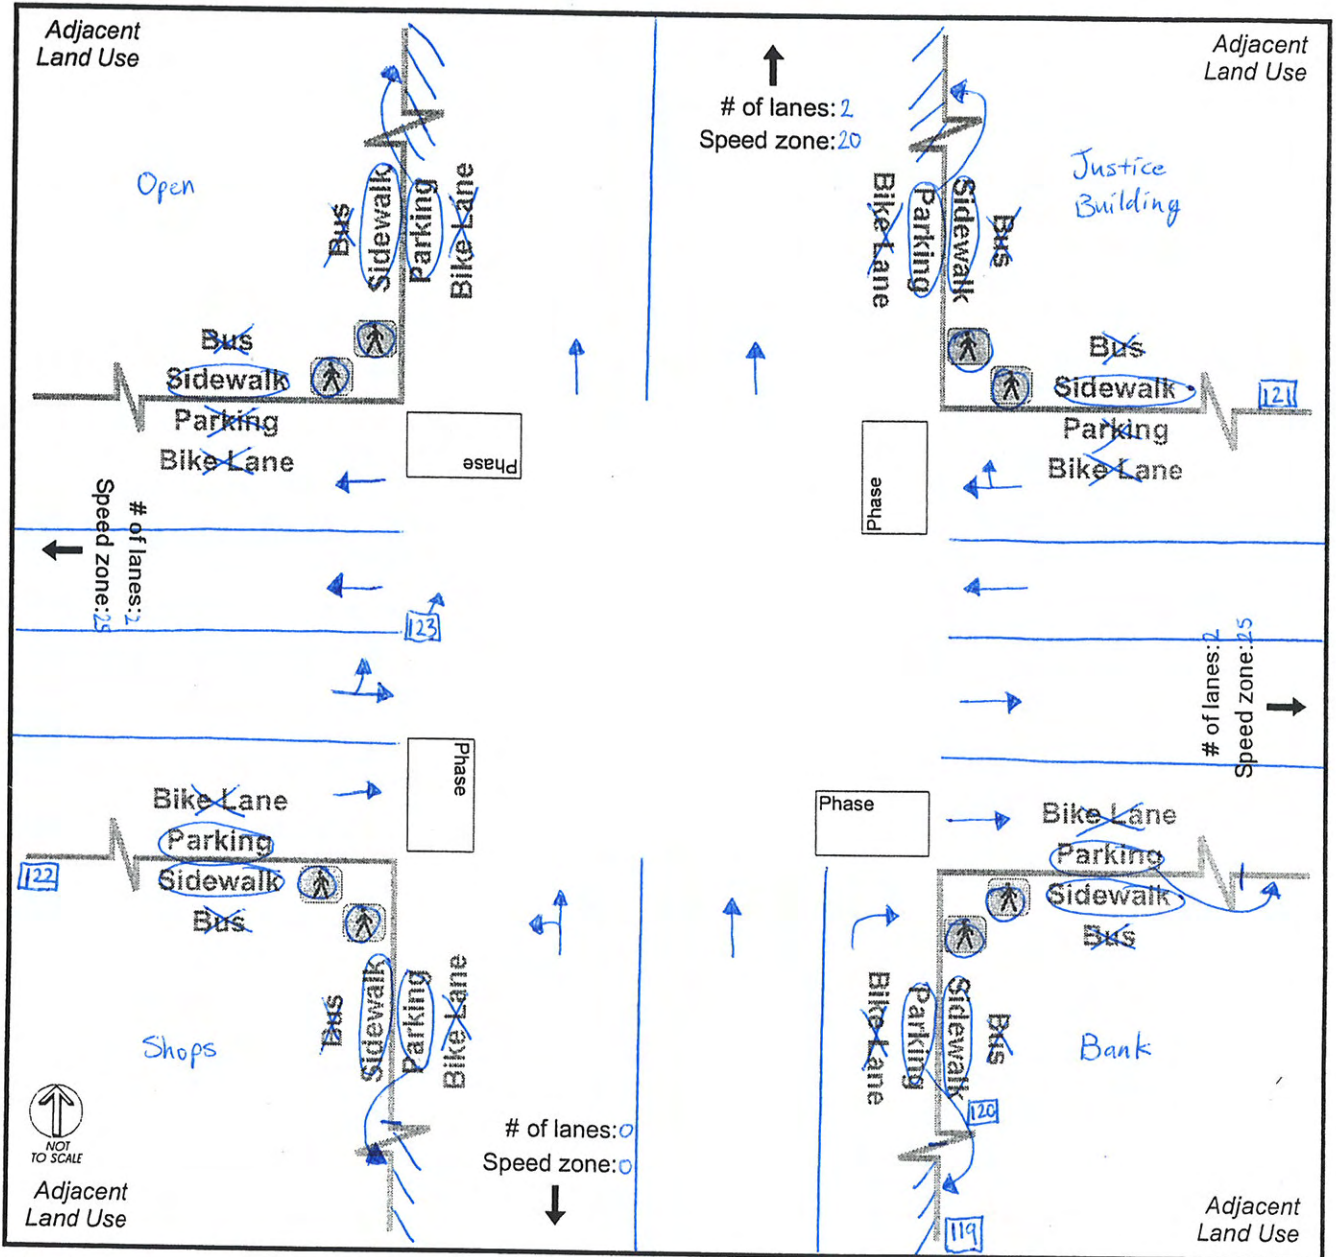 Adjacent
Land Use
Adjacent
Land Use
# of lanes: 2
Speed zone: 20
Open
Justice
Building
Bus
Sidewalk
Parking
Bike Lane
Bike Lane
Parking
Sidewalk
Bus
Bus
Sidewalk
Parking
Bike Lane
Bus
Sidewalk
Parking
Bike Lane
121
Phase
Phase
# of lanes: 2
Speed zone: 25
123
# of lanes: 2
Speed zone: 25
Phase
Phase
Bike Lane
Parking
Sidewalk
Bus
122
Bike Lane
Parking
Sidewalk
Bus
Bus
Sidewalk
Parking
Bike Lane
Bike Lane
Parking
Sidewalk
Bus
Shops
Bank
120
# of lanes: 0
Speed zone: 0
NOT
TO SCALE
Adjacent
Land Use
119
Adjacent
Land Use